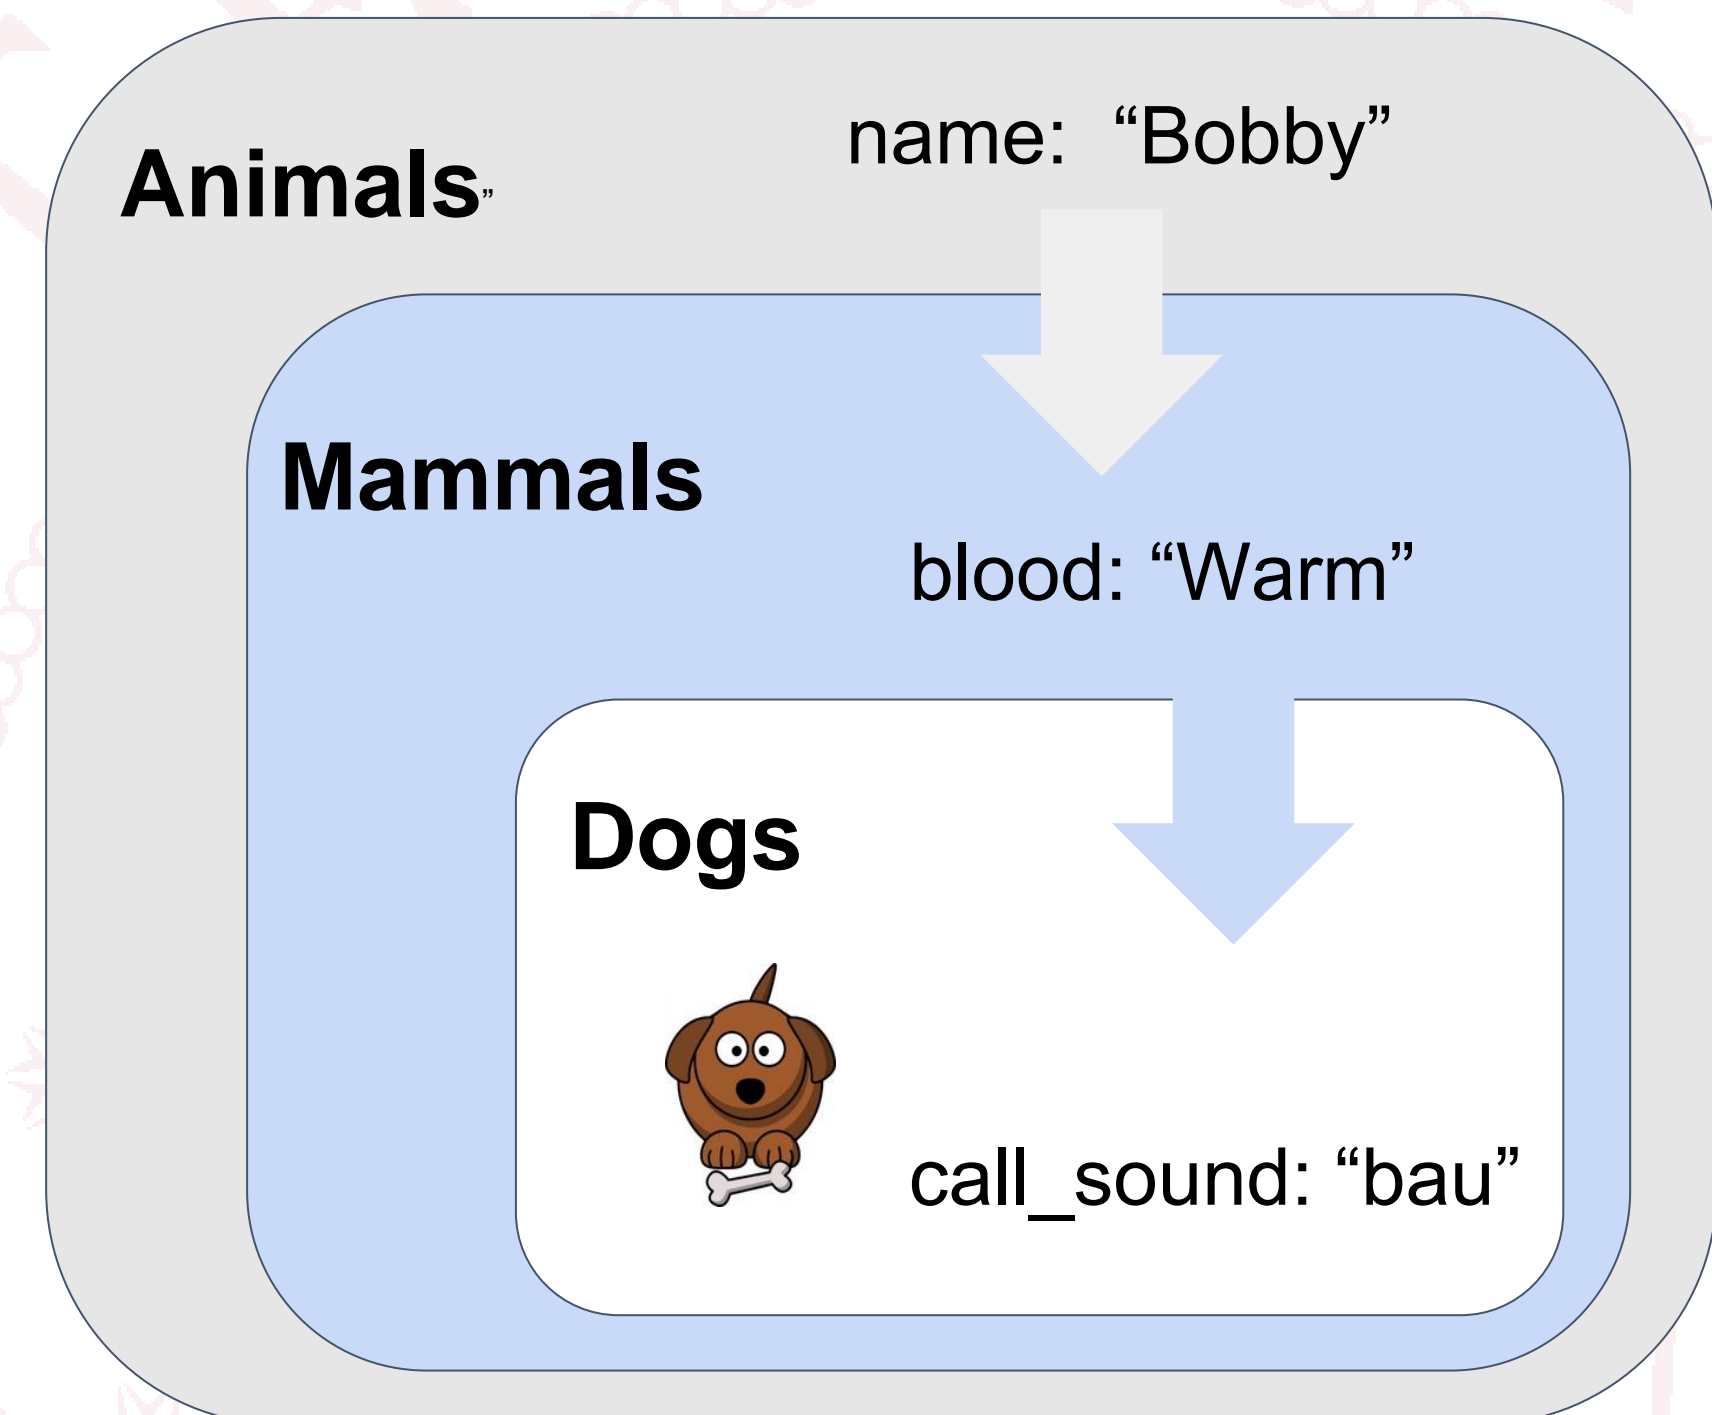 name: “Bobby”
Animals”
Mammals
blood: “Warm”
Dogs
call_sound: “bau”